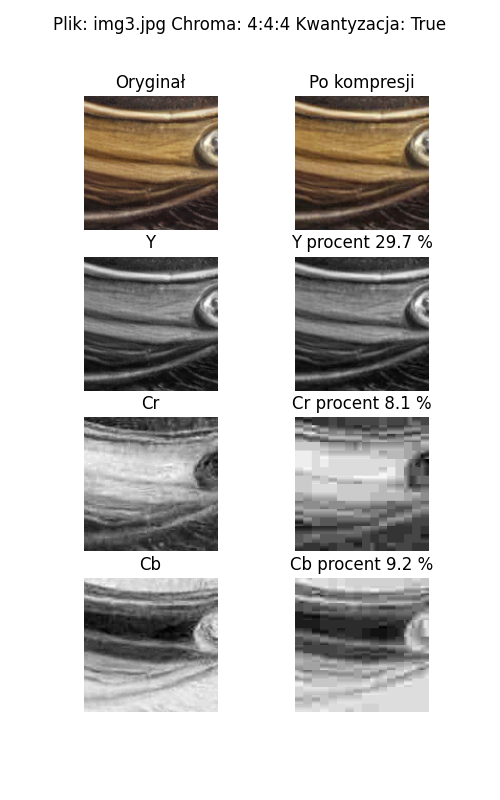 Plik: img3.jpg Chroma: 4:4:4 Kwantyzacja: True
Oryginał
Po kompresji
Y
Y procent 29.7 %
Cr
Cr procent 8.1 %
Cb
Cb procent 9.2 %